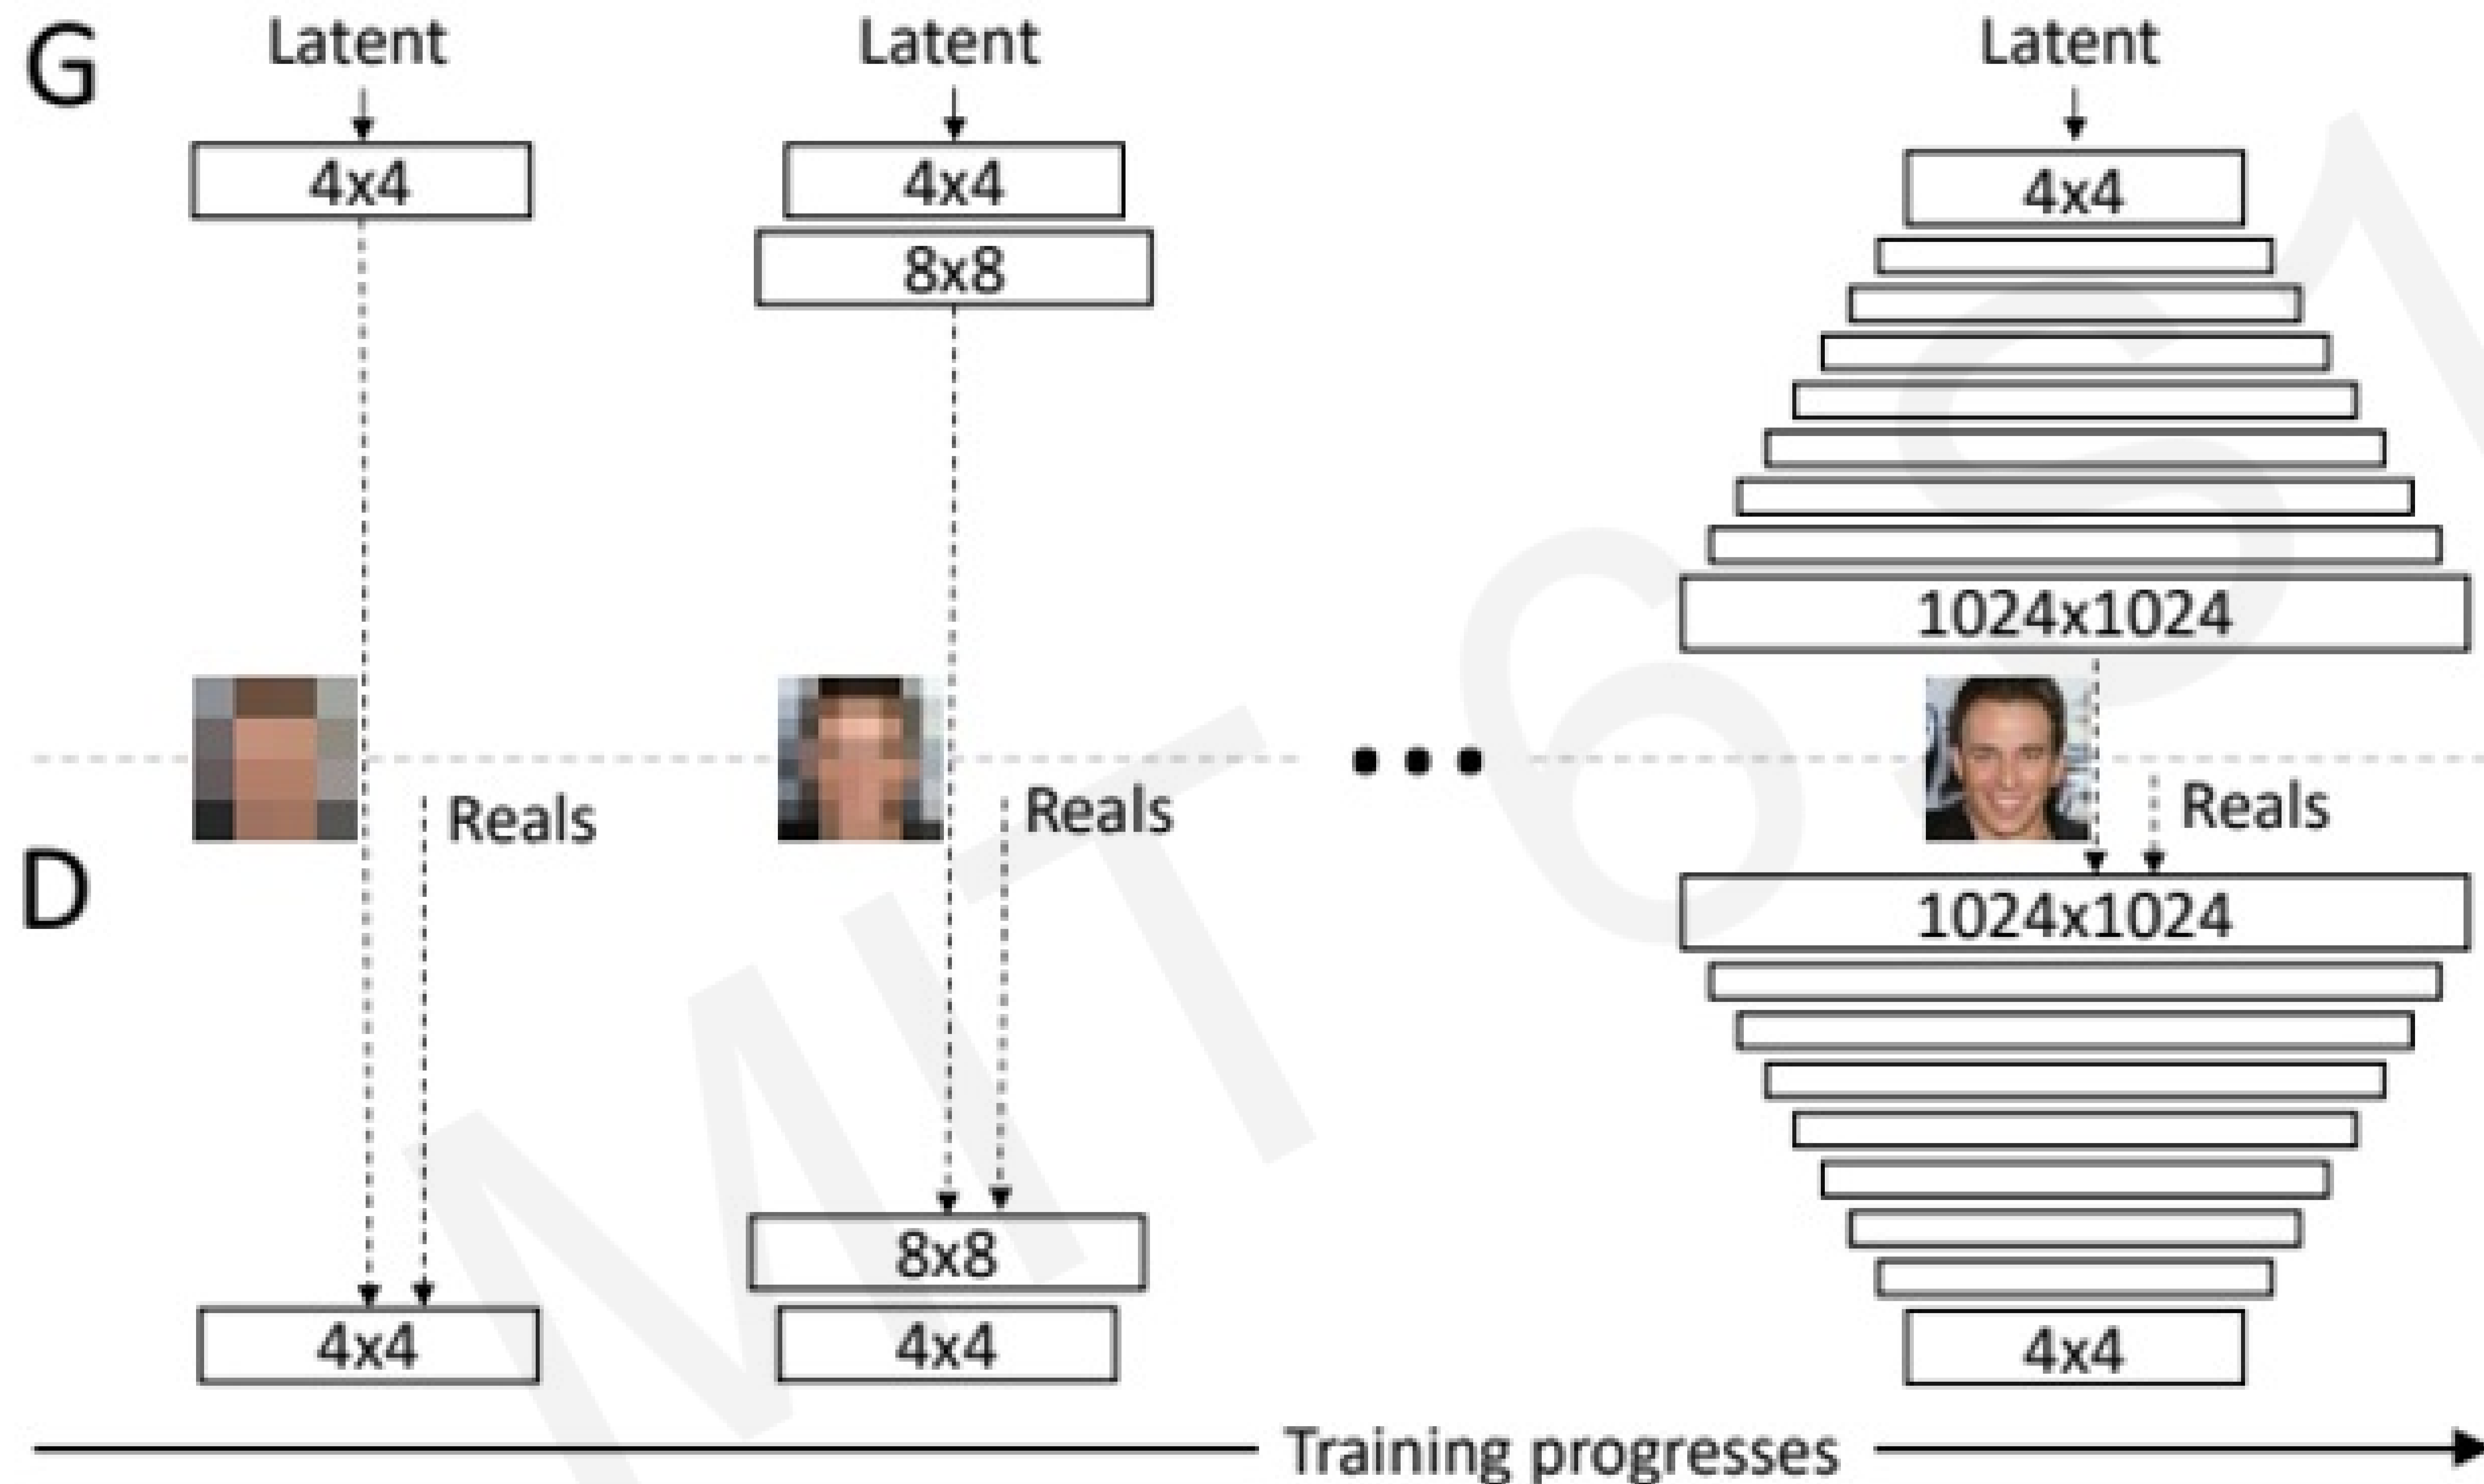 G
Latent
Latent
Latent
4x4
4x4
4x4
8x8
1024x1024
Reals
Reals
Reals
D
1024x1024
8x8
4x4
4x4
4x4
Training progresses
MIT 6.S1